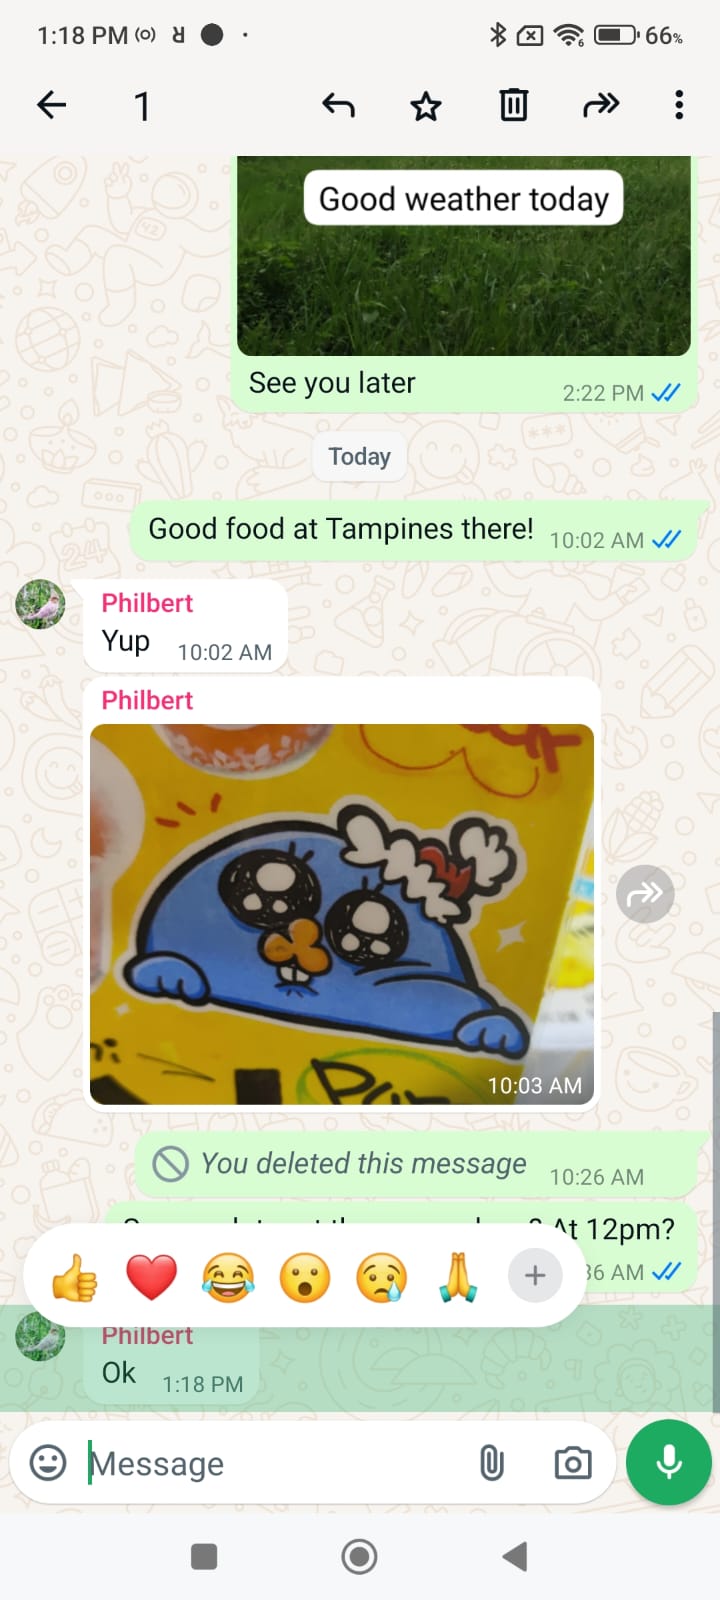 1:18 PM
66%
1
Good weather today
See you later
2:22 PM
Today
Good food at Tampines there! 10:02 AM
Philbert
Yup 10:02 AM
Philbert
10:03 AM
You deleted this message 10:26 AM
At 12pm?
36 AM
Philbert
Ok 1:18 PM
Message